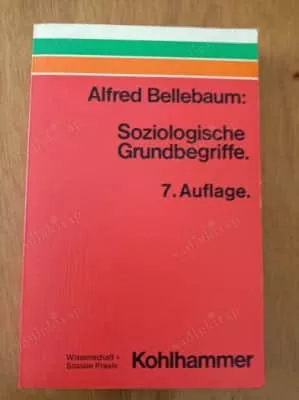 Alfred Bellebaum:
Soziologische
Grundbegriffe.
7. Auflage.
Wissenschaft +
Soziale Praxis
Kohlhammer